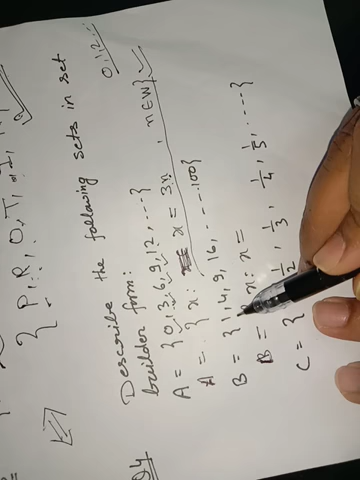 { P, R, O, T, I,
Q4 Describe the following sets in set
builder form:
0,1,2...
A = {0, 3, 6, 9, 12, ....}
A = { x : x = 3n, n ∈ W}
B = {1, 4, 9, 16, .... 100}
B = x : x =
C = { 1/2, 1/3, 1/4, 1/5, ....}